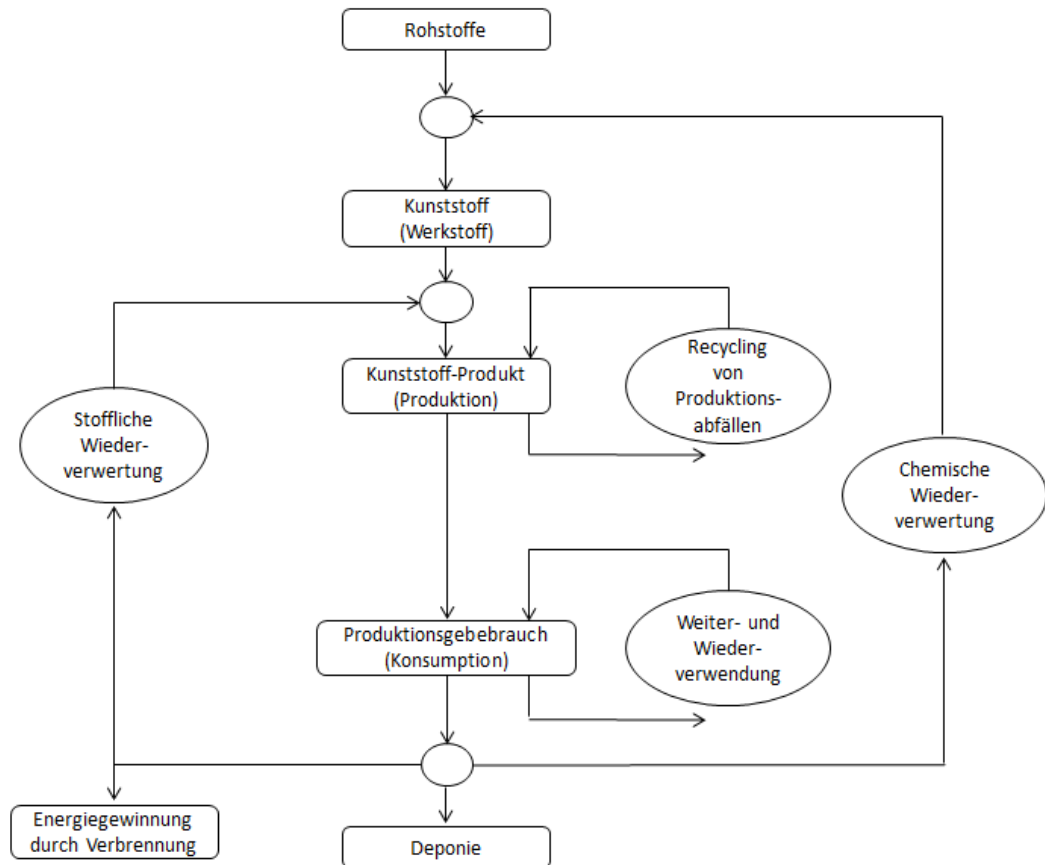 Rohstoffe
Kunststoff
(Werkstoff)
Kunststoff-Produkt
(Produktion)
Recycling
von
Produktions-
abfällen
Stoffliche
Wieder-
verwertung
Chemische
Wieder-
verwertung
Produktionsgebebrauch
(Konsumption)
Weiter- und
Wieder-
verwendung
Energiegewinnung
durch Verbrennung
Deponie